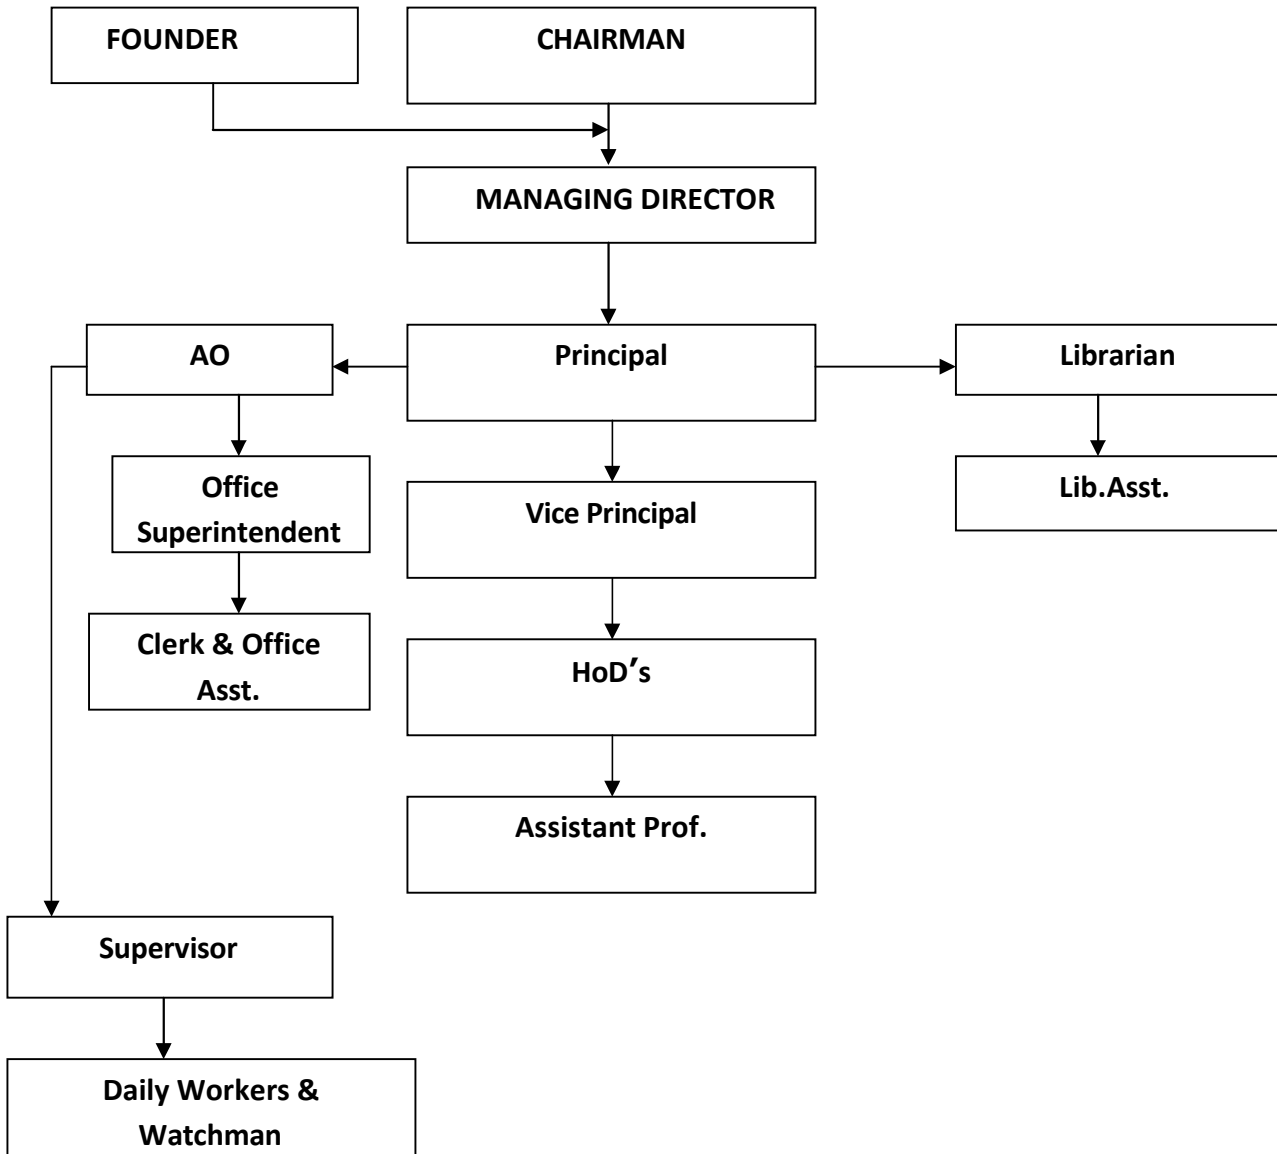 FOUNDER
CHAIRMAN
MANAGING DIRECTOR
AO
Principal
Librarian
Office
Superintendent
Vice Principal
Lib.Asst.
Clerk & Office
Asst.
HoD's
Assistant Prof.
Supervisor
Daily Workers &
Watchman